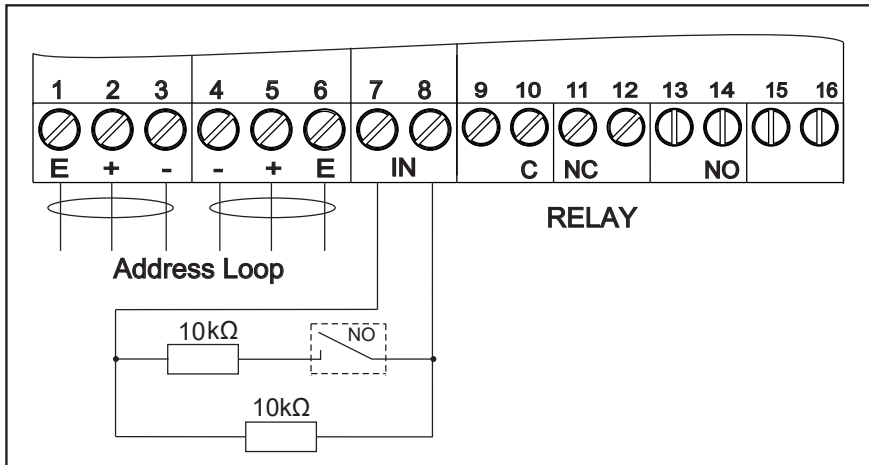 1 2 3 4 5 6 7 8 9 10 11 12 13 14 15 16
E + - - + E IN C NC NO
RELAY
Address Loop
10kΩ NO
10kΩ